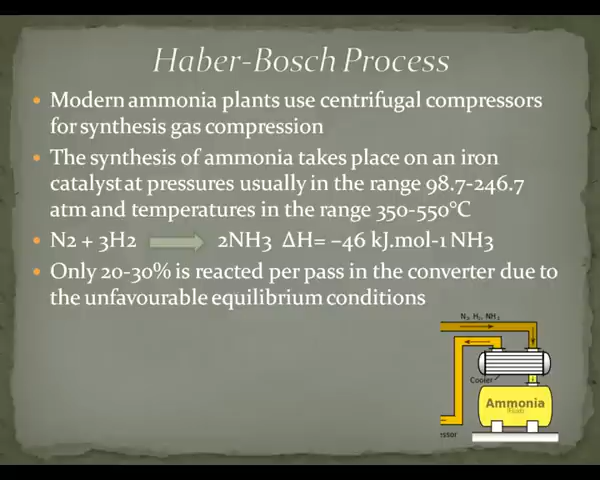 Haber-Bosch Process
• Modern ammonia plants use centrifugal compressors
for synthesis gas compression
• The synthesis of ammonia takes place on an iron
catalyst at pressures usually in the range 98.7-246.7
atm and temperatures in the range 350-550°C
• N2 + 3H2 2NH3 ΔH= −46 kJ.mol-1 NH3
• Only 20-30% is reacted per pass in the converter due to
the unfavourable equilibrium conditions
N₂, H₂, NH₃
Cooler
Ammonia
ssor